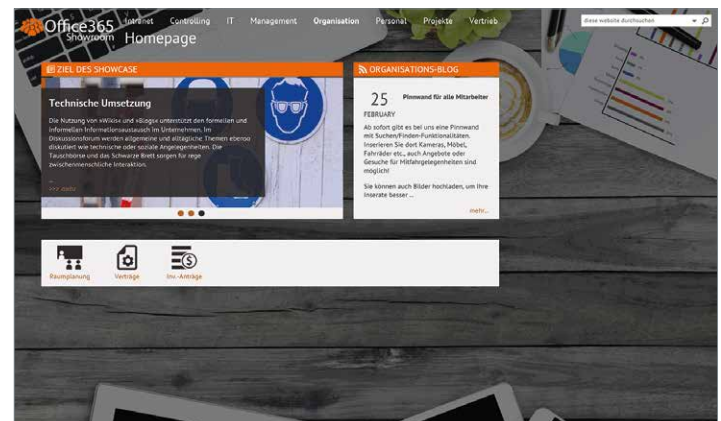 Office365
Showroom
Intranet Controlling IT Management Organisation Personal Projekte Vertrieb
Homepage
diese website durchsuchen
ZIEL DES SHOWCASE
Technische Umsetzung
Die Nutzung von »Wikis« und »Blogs« unterstützt den formellen und
informellen Informationsaustausch im Unternehmen. Im
Diskussionsforum werden allgemeine und alltägliche Themen ebenso
diskutiert wie technische oder soziale Angelegenheiten. Die
Tauschbörse und das Schwarze Brett sorgen für rege
zwischenmenschliche Interaktion.
...
>>> mehr
ORGANISATIONS-BLOG
25 Pinnwand für alle Mitarbeiter
FEBRUARY
Ab sofort gibt es bei uns eine Pinnwand
mit Suchen/Finden-Funktionalitäten.
Inserieren Sie dort Kameras, Möbel,
Fahrräder etc., auch Angebote oder
Gesuche für Mitfahrgelegenheiten sind
möglich!
Sie können auch Bilder hochladen, um Ihre
Inserate besser ...
mehr...
Raumplanung Verträge Inv.-Anträge